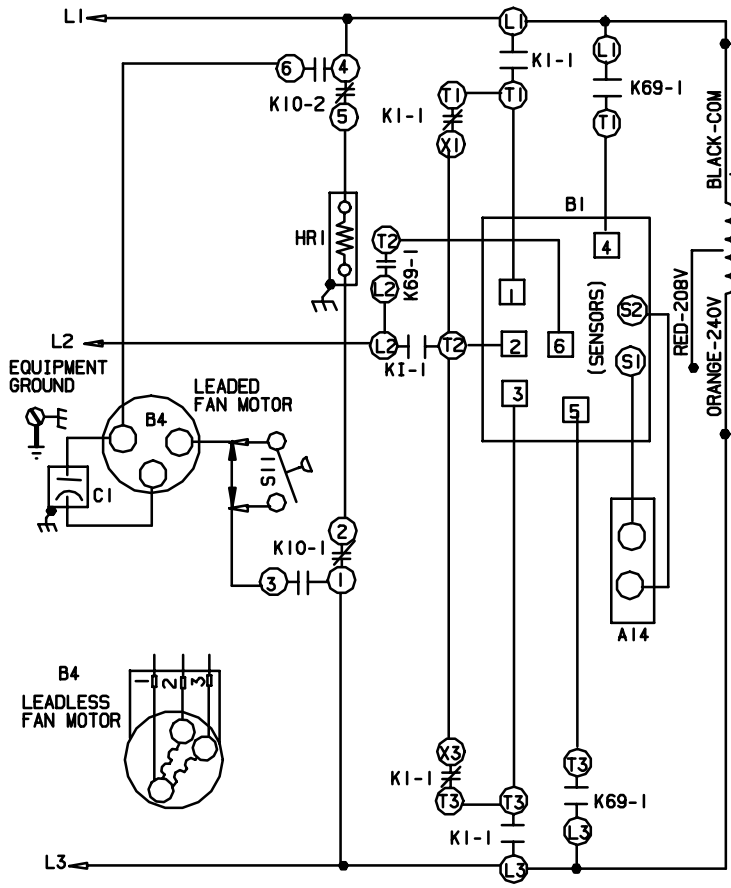 L1
L1
L1
6
4
K1-1
K69-1
K10-2
T1
T1
K1-1
T1
5
X1
BLACK-COM
B1
HR1
T2
K69-1
4
L2
1
(SENSORS)
S2
RED-208V
L2
L2
K1-1
T2
2
6
S1
ORANGE-240V
EQUIPMENT
GROUND
LEADED
FAN MOTOR
3
5
B4
S11
C1
2
K10-1
3
1
A14
B4
LEADLESS
FAN MOTOR
1
2
3
X3
T3
K1-1
T3
T3
K69-1
K1-1
L3
L3
L3